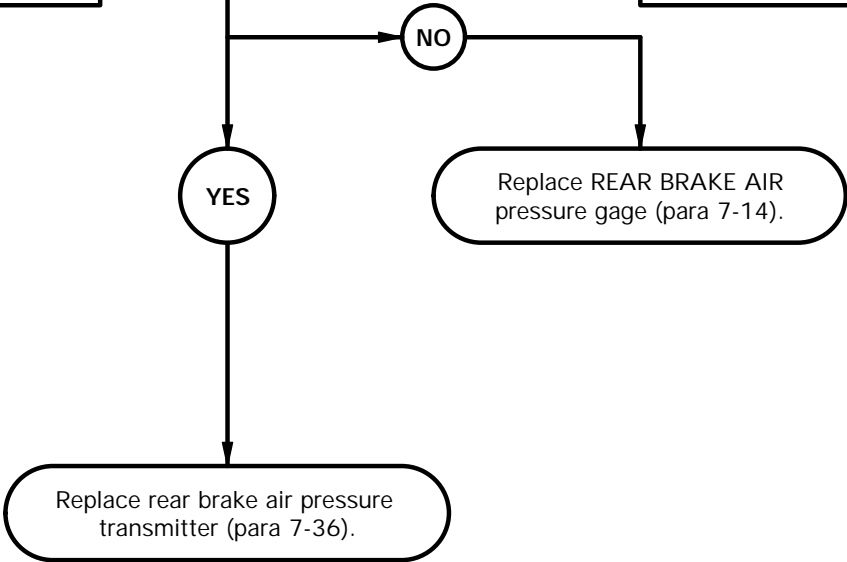 NO
YES
Replace REAR BRAKE AIR
pressure gage (para 7-14).
Replace rear brake air pressure
transmitter (para 7-36).